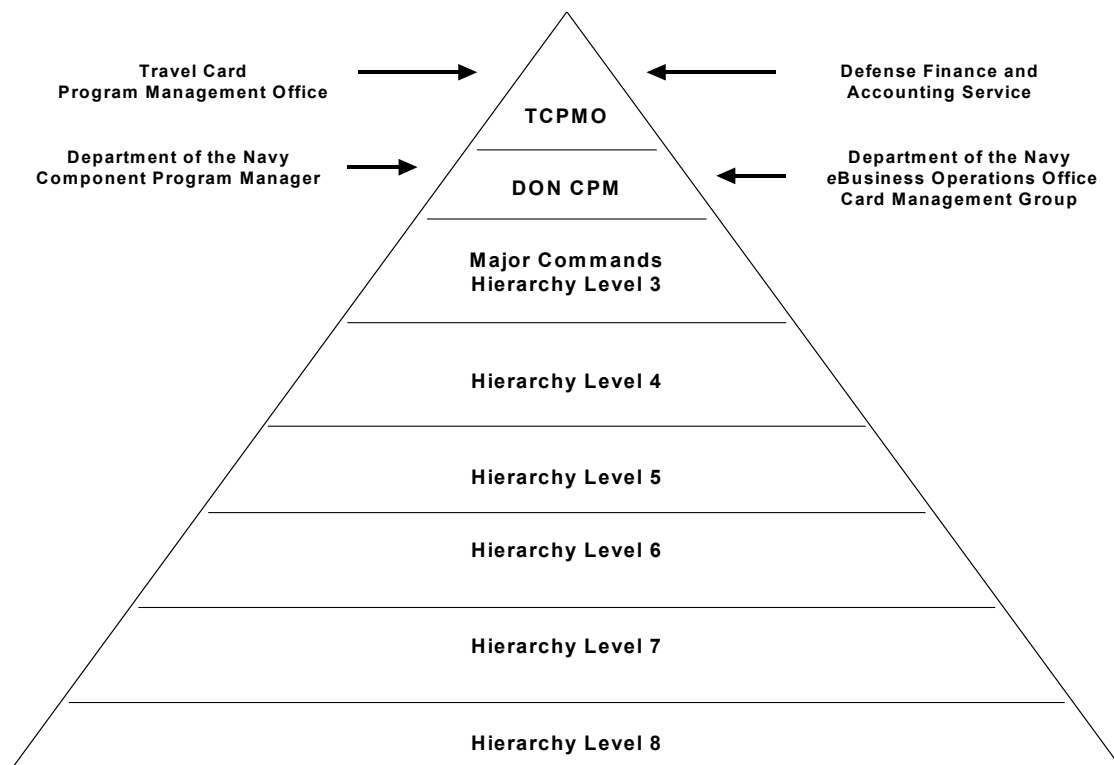 Travel Card
Program Management Office
Defense Finance and
Accounting Service
TCPMO
Department of the Navy
Component Program Manager
Department of the Navy
eBusiness Operations Office
Card Management Group
DON CPM
Major Commands
Hierarchy Level 3
Hierarchy Level 4
Hierarchy Level 5
Hierarchy Level 6
Hierarchy Level 7
Hierarchy Level 8